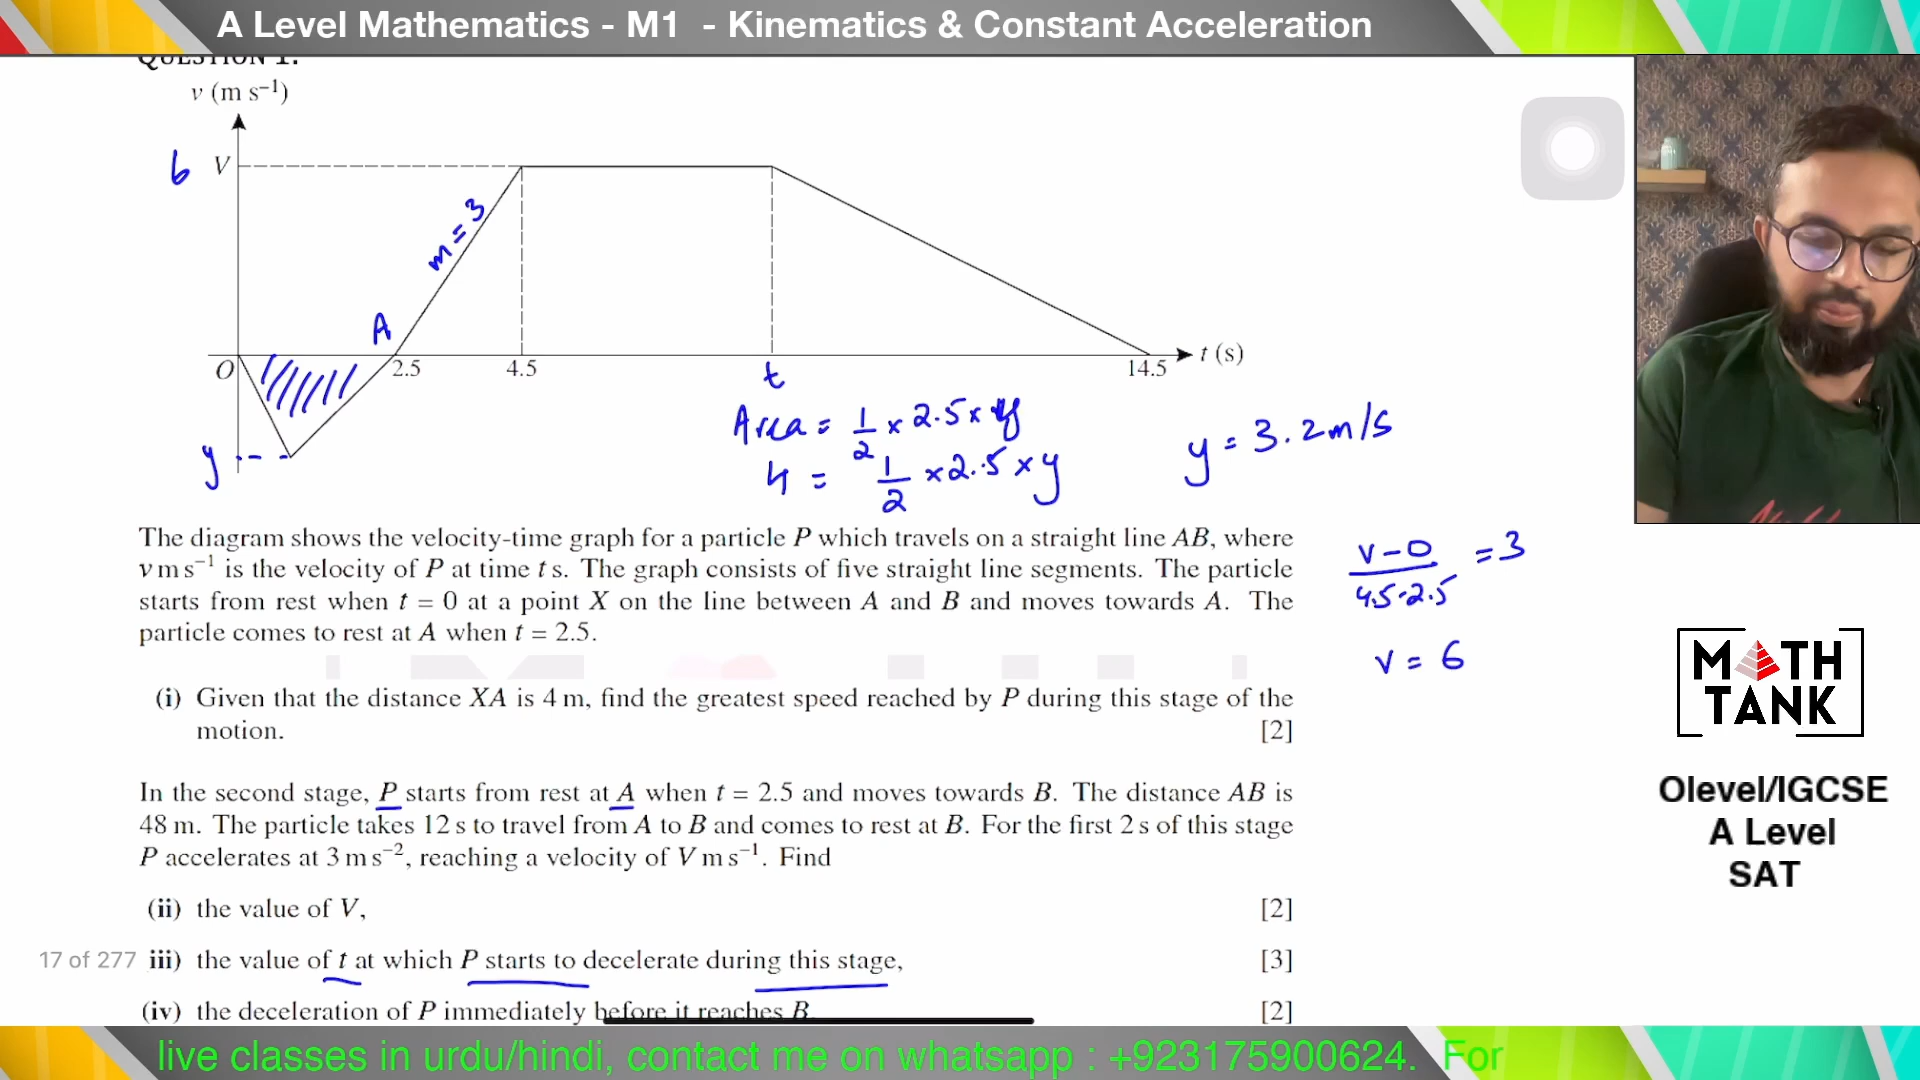 A Level Mathematics - M1 - Kinematics & Constant Acceleration
QUESTION 1.
v (m s⁻¹)
6 V
m = 3
A
O 2.5 4.5 t 14.5 t (s)
y
Area = 1/2 × 2.5 × y
4 = 1/2 × 2.5 × y
y = 3.2 m/s
The diagram shows the velocity-time graph for a particle P which travels on a straight line AB, where
v m s⁻¹ is the velocity of P at time t s. The graph consists of five straight line segments. The particle
starts from rest when t = 0 at a point X on the line between A and B and moves towards A. The
particle comes to rest at A when t = 2.5.
v - 0 / 4.5 - 2.5 = 3
v = 6
(i) Given that the distance XA is 4 m, find the greatest speed reached by P during this stage of the
motion. [2]
In the second stage, P starts from rest at A when t = 2.5 and moves towards B. The distance AB is
48 m. The particle takes 12 s to travel from A to B and comes to rest at B. For the first 2 s of this stage
P accelerates at 3 m s⁻², reaching a velocity of V m s⁻¹. Find
(ii) the value of V, [2]
17 of 277 iii) the value of t at which P starts to decelerate during this stage, [3]
(iv) the deceleration of P immediately before it reaches B. [2]
MATH
TANK
Olevel/IGCSE
A Level
SAT
live classes in urdu/hindi, contact me on whatsapp : +923175900624. For